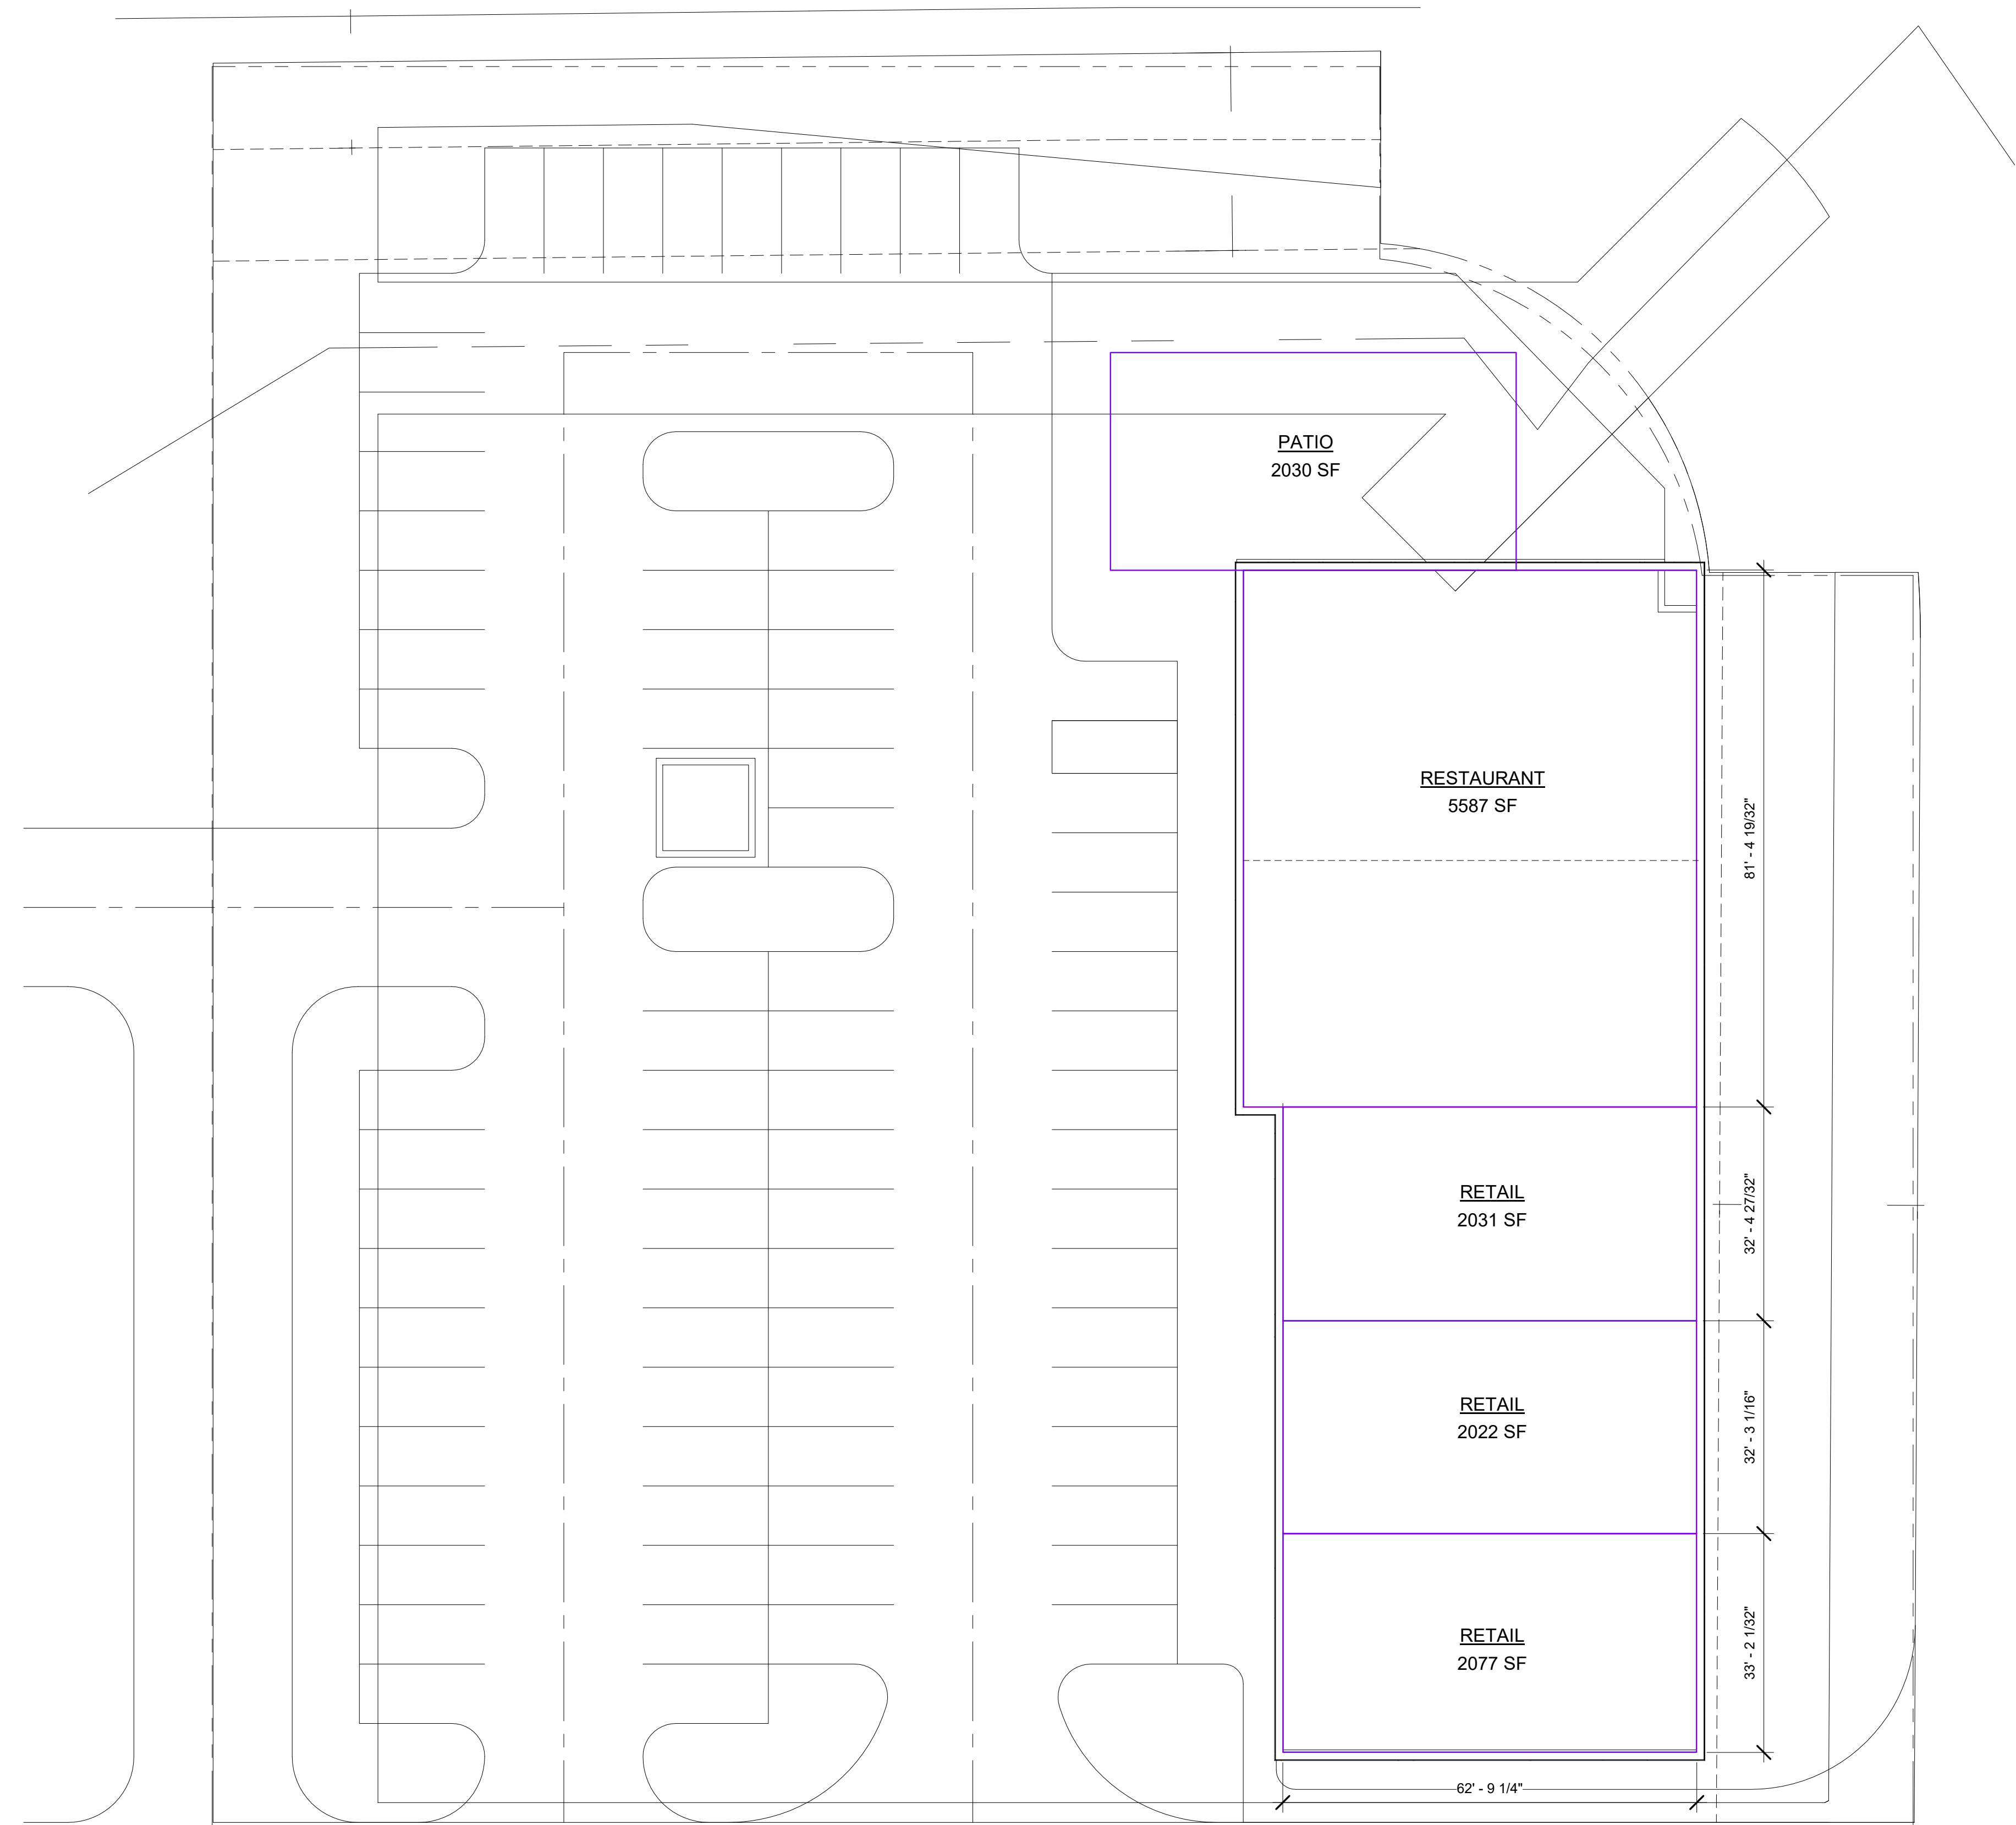 PATIO
2030 SF
RESTAURANT
5587 SF
81' - 4 19/32"
RETAIL
2031 SF
32' - 4 27/32"
RETAIL
2022 SF
32' - 3 1/16"
RETAIL
2077 SF
33' - 2 1/32"
62' - 9 1/4"